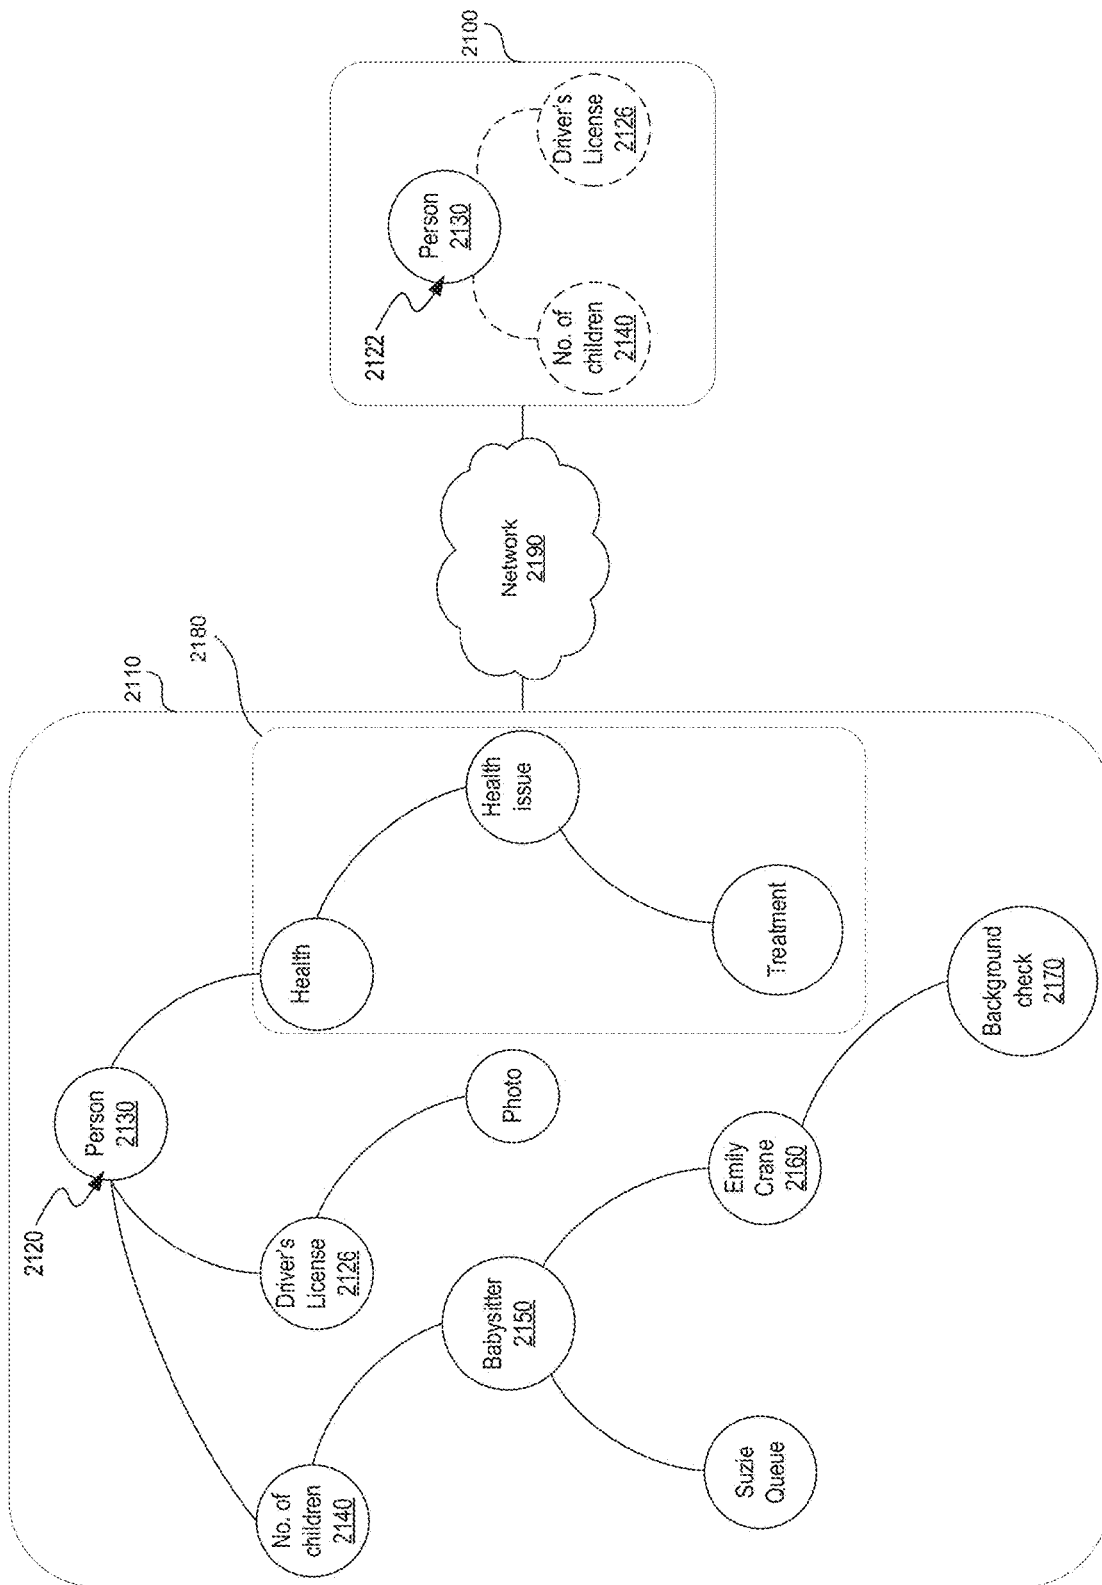 2110
2180
2120
Person
2130
No. of
children
2140
Driver's
License
2126
Health
Babysitter
2150
Photo
Health
issue
Suzie
Queue
Emily
Crane
2160
Treatment
Background
check
2170
Network
2190
2100
2122
Person
2130
No. of
children
2140
Driver's
License
2126